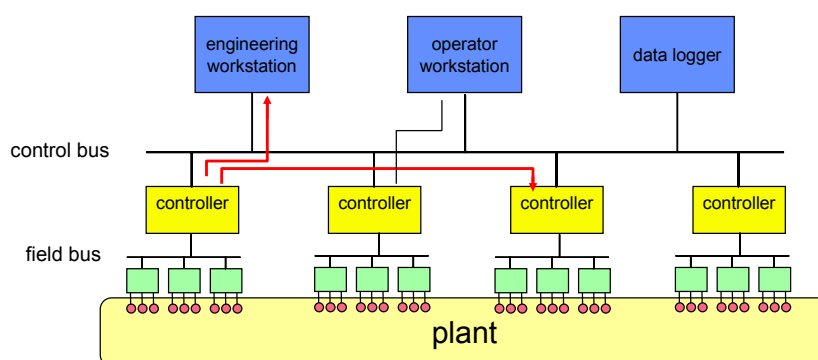 engineering
workstation
operator
workstation
data logger
control bus
controller
controller
controller
controller
field bus
plant